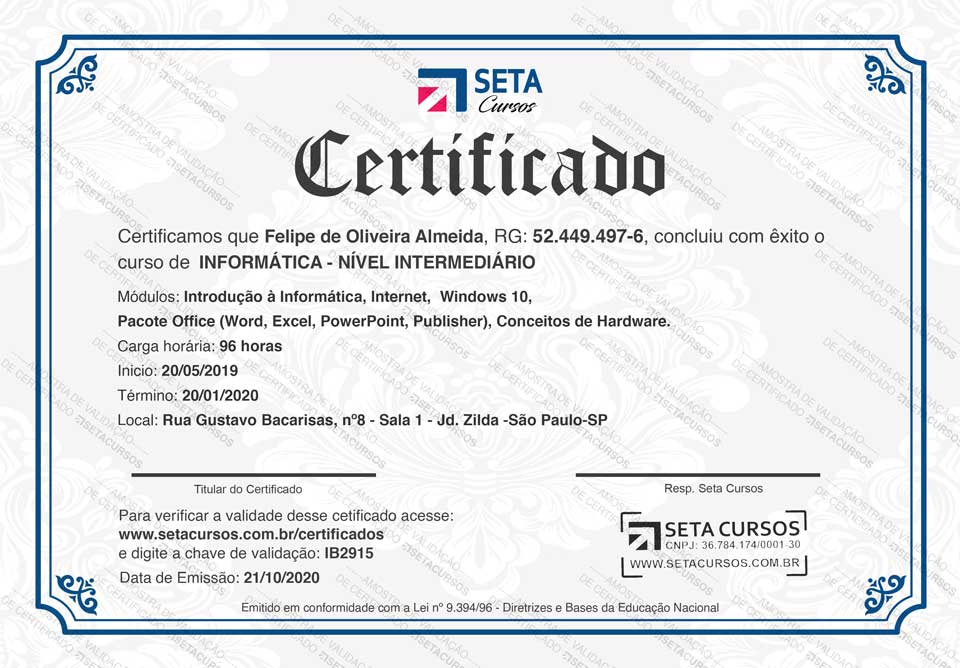 SETA
Cursos
Certificado
Certificamos que Felipe de Oliveira Almeida, RG: 52.449.497-6, concluiu com êxito o
curso de INFORMÁTICA - NÍVEL INTERMEDIÁRIO
Módulos: Introdução à Informática, Internet, Windows 10,
Pacote Office (Word, Excel, PowerPoint, Publisher), Conceitos de Hardware.
Carga horária: 96 horas
Inicio: 20/05/2019
Término: 20/01/2020
Local: Rua Gustavo Bacarisas, nº8 - Sala 1 - Jd. Zilda -São Paulo-SP
Titular do Certificado
Resp. Seta Cursos
Para verificar a validade desse cetificado acesse:
www.setacursos.com.br/certificados
e digite a chave de validação: IB2915
Data de Emissão: 21/10/2020
SETA CURSOS
CNPJ: 36.784.174/0001-30
WWW.SETACURSOS.COM.BR
Emitido em conformidade com a Lei nº 9.394/96 - Diretrizes e Bases da Educação Nacional
AMOSTRA DE VALIDAÇÃO
DE CERTIFICADO SETACURSOS